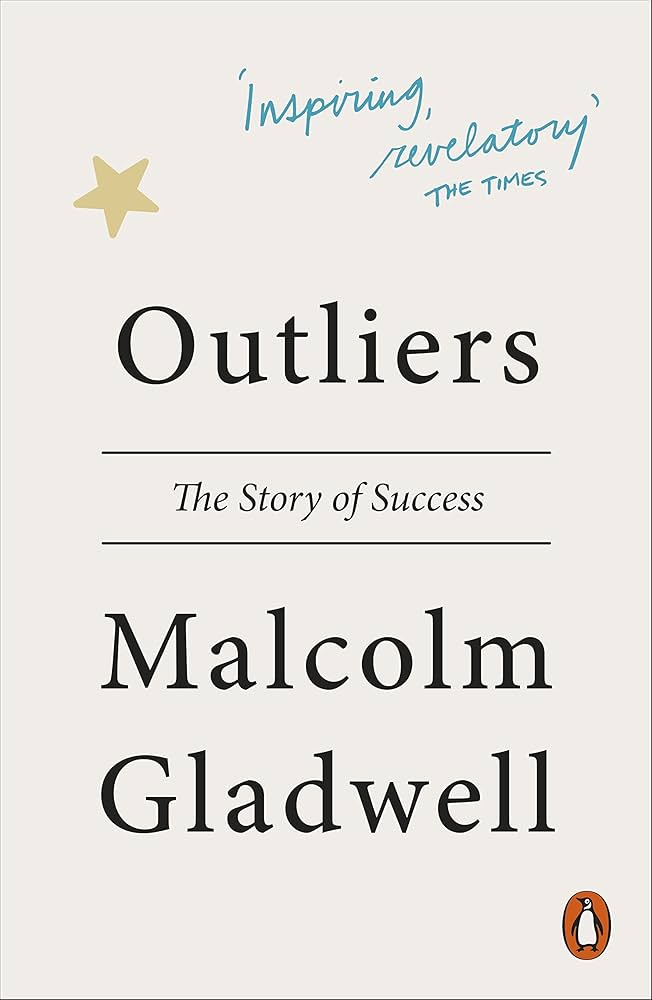 'Inspiring,
revelatory'
THE TIMES
Outliers
The Story of Success
Malcolm
Gladwell